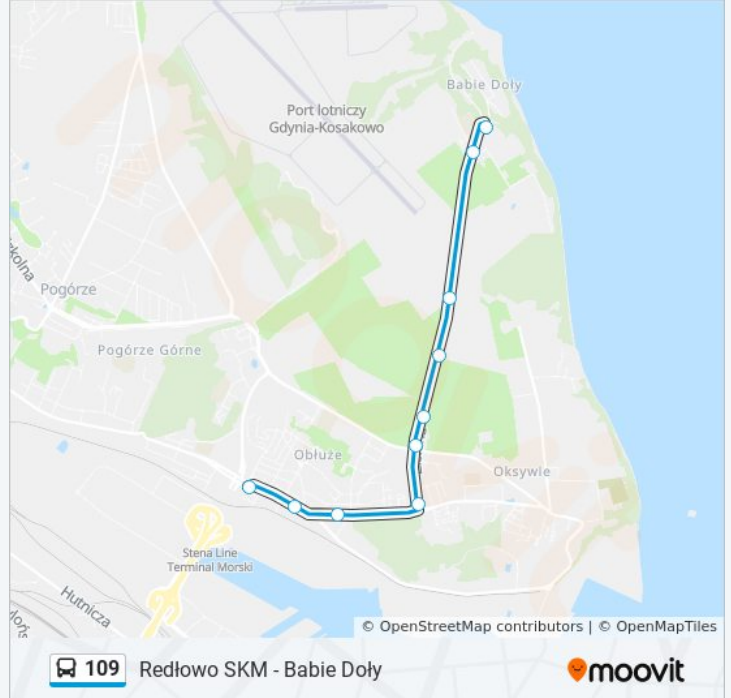 Babie Doły
Port lotniczy
Gdynia-Kosakowo
Pogórze
Pogórze Górne
Obłuże
Oksywie
Stena Line
Terminal Morski
Hutnicza
© OpenStreetMap contributors | © OpenMapTiles
109 Redłowo SKM - Babie Doły
moovit